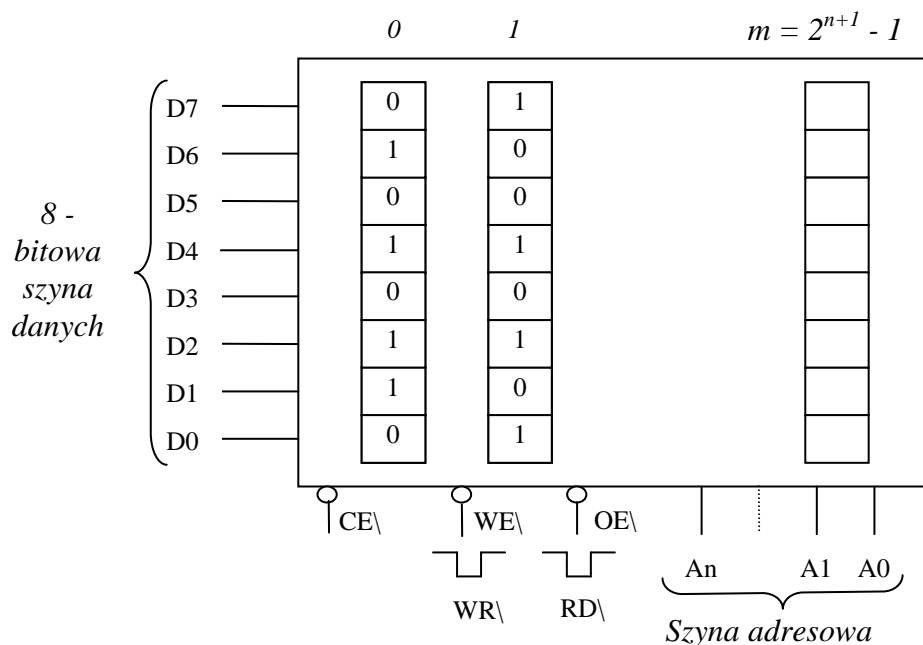 0 1 m = 2^{n+1} - 1
D7 0 1
D6 1 0
D5 0 0
D4 1 1
D3 0 0
D2 1 1
D1 1 0
D0 0 1
8 -
bitowa
szyna
danych
CE\ WE\ OE\
WR\ RD\
An A1 A0
Szyna adresowa